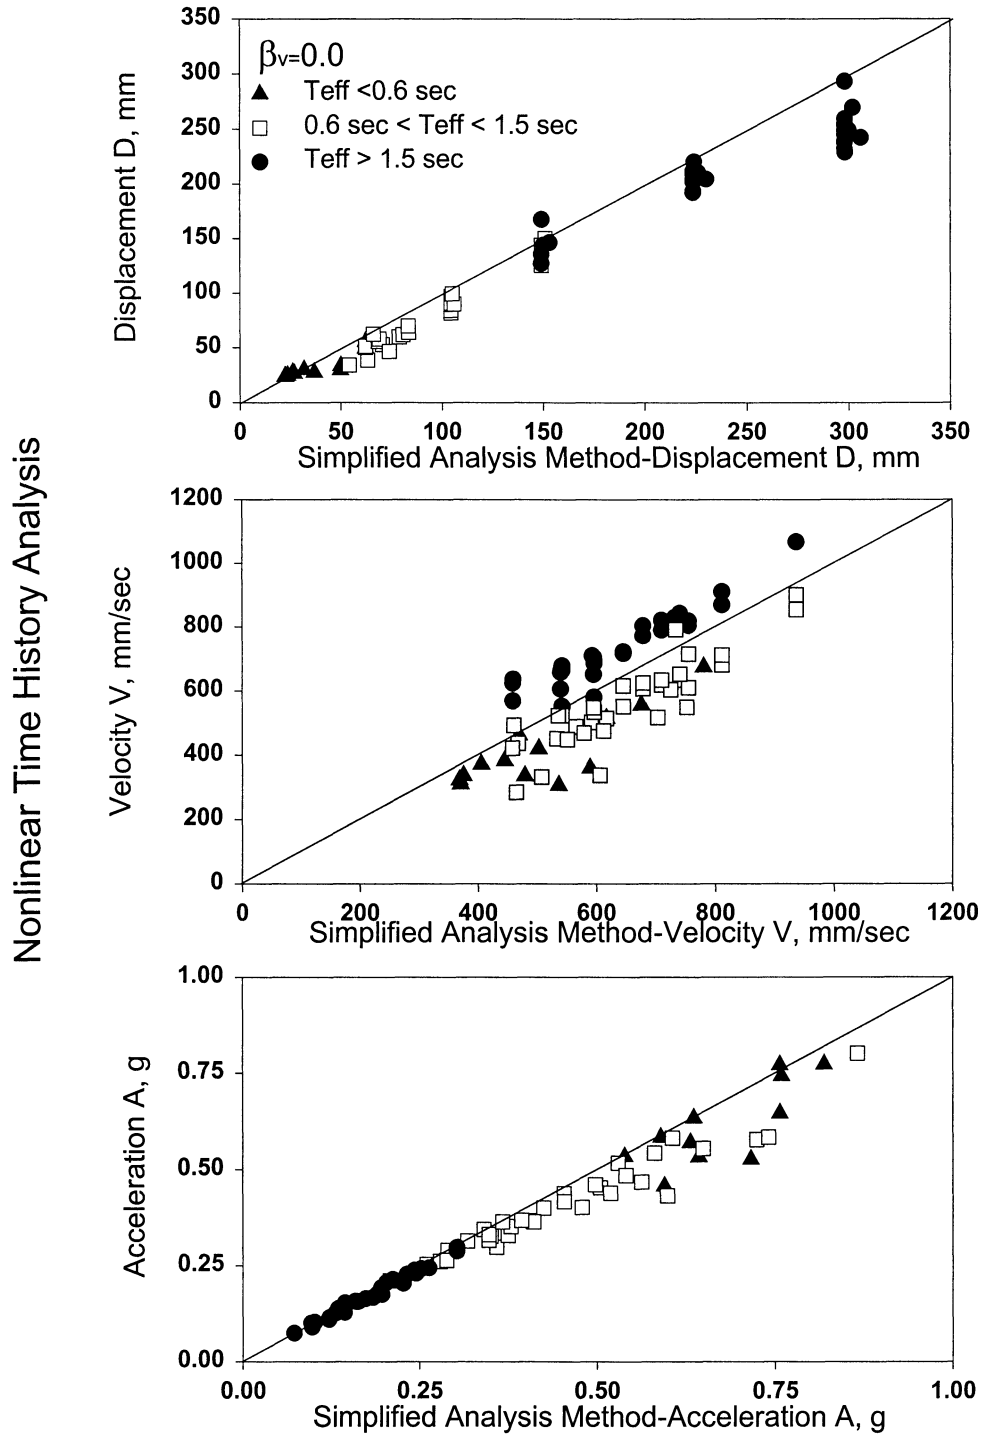 Nonlinear Time History Analysis
Displacement D, mm
350
300
250
200
150
100
50
0
βv=0.0
Teff <0.6 sec
0.6 sec < Teff < 1.5 sec
Teff > 1.5 sec
0 50 100 150 200 250 300 350
Simplified Analysis Method-Displacement D, mm
Velocity V, mm/sec
1200
1000
800
600
400
200
0
0 200 400 600 800 1000 1200
Simplified Analysis Method-Velocity V, mm/sec
Acceleration A, g
1.00
0.75
0.50
0.25
0.00
0.00 0.25 0.50 0.75 1.00
Simplified Analysis Method-Acceleration A, g